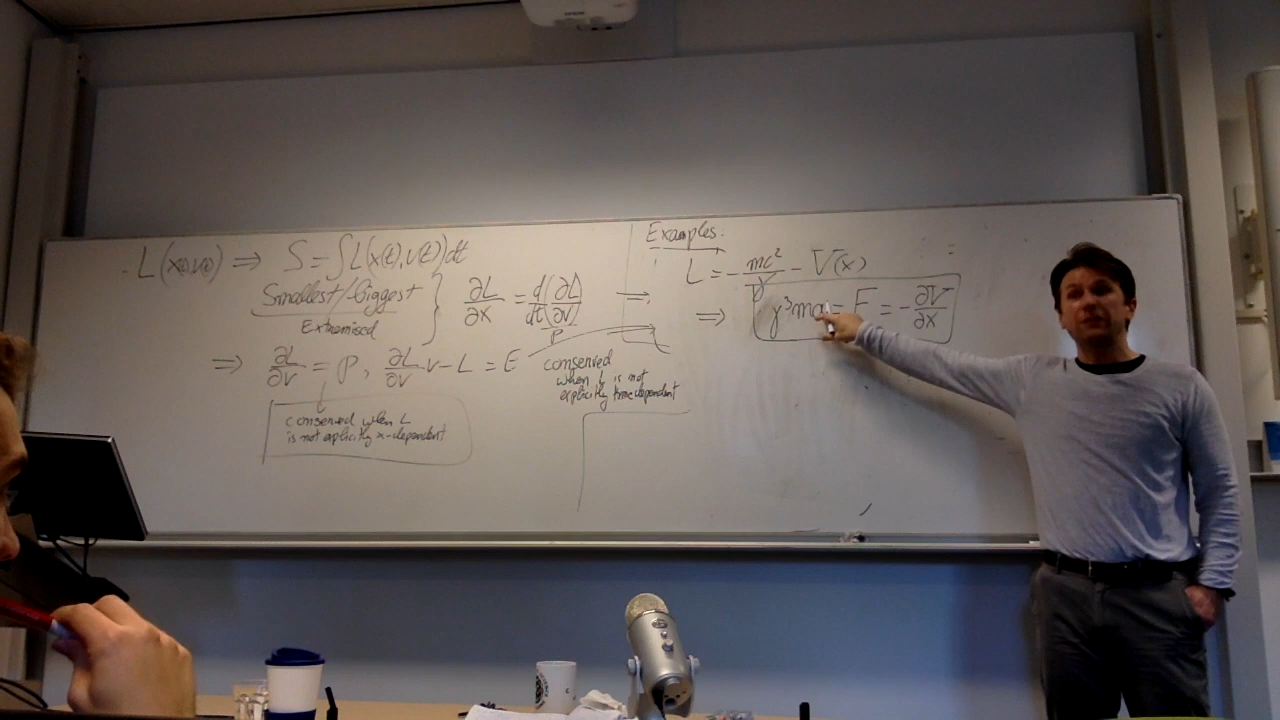 L(x(t),v(t)) ⇒ S = ∫L(x(t),v(t))dt
Smallest/Biggest
Extremised
∂L/∂x = d/dt(∂L/∂v) ⇒
P
⇒ ∂L/∂v = P, ∂L/∂v v - L = E
conserved
when L is not
explicitly time dependent
conserved when L
is not explicitly x-dependent
Examples:
L = -mc²/γ - V(x)
⇒ γ³ma = F = -∂V/∂x